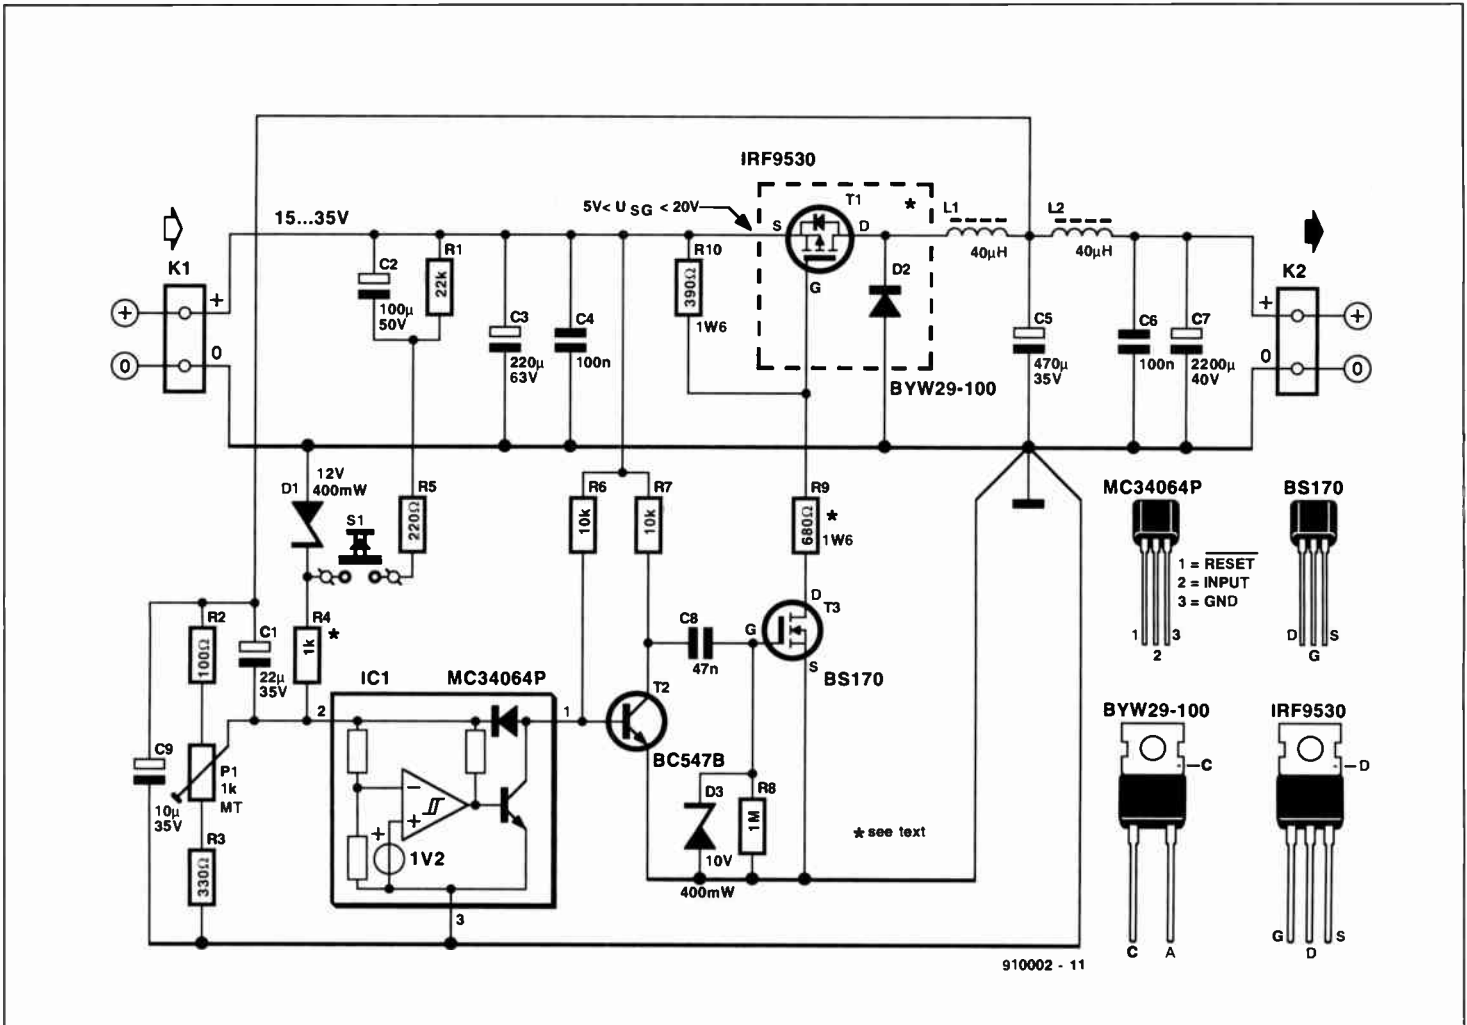 IRF9530
15...35V
5V< U SG < 20V
S
T1
*
D
G
L1
40µH
L2
40µH
K1
+
0
+
0
C2
100µ
50V
R1
22k
C3
220µ
63V
C4
100n
R10
390Ω
1W6
D2
BYW29-100
C5
470µ
35V
C6
100n
C7
2200µ
40V
K2
+
0
+
0
12V
400mW
D1
S1
R5
220Ω
R6
10k
R7
10k
R9
680Ω
*
1W6
MC34064P
1 = RESET
2 = INPUT
3 = GND
1
2
3
BS170
D
G
S
R2
100Ω
C1
22µ
35V
R4
*
1k
C8
47n
G
D
T3
S
BS170
IC1
MC34064P
2
1
T2
BC547B
C9
10µ
35V
P1
1k
MT
R3
330Ω
−
+
+
1V2
3
D3
10V
400mW
R8
1M
* see text
BYW29-100
C
C
A
IRF9530
D
G
D
S
910002 - 11